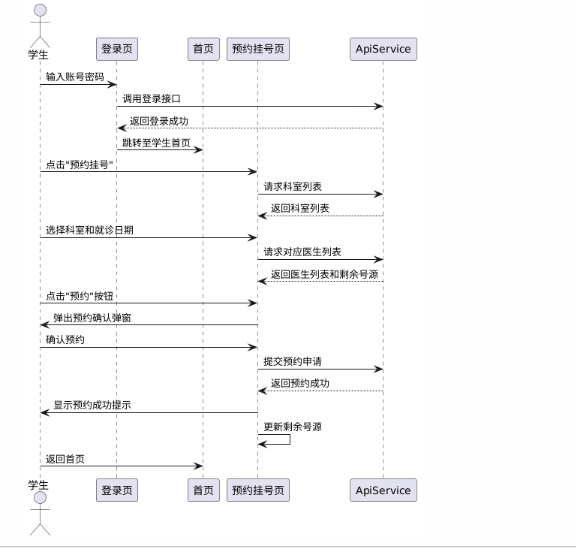 学生
登录页
首页
预约挂号页
ApiService
输入账号密码
调用登录接口
返回登录成功
跳转至学生首页
点击"预约挂号"
请求科室列表
返回科室列表
选择科室和就诊日期
请求对应医生列表
返回医生列表和剩余号源
点击"预约"按钮
弹出预约确认弹窗
确认预约
提交预约申请
返回预约成功
显示预约成功提示
更新剩余号源
返回首页
学生
登录页
首页
预约挂号页
ApiService